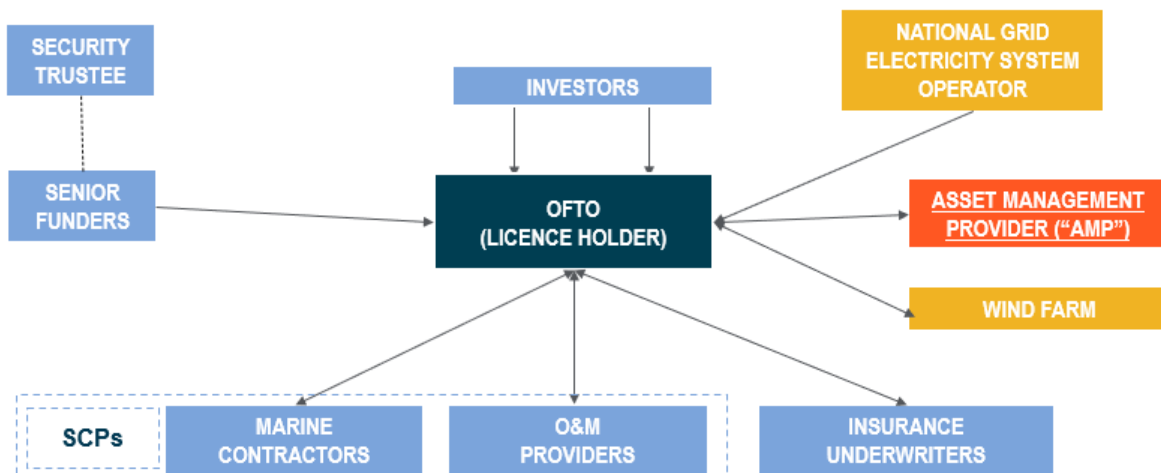 SECURITY
TRUSTEE
INVESTORS
NATIONAL GRID
ELECTRICITY SYSTEM
OPERATOR
SENIOR
FUNDERS
OFTO
(LICENCE HOLDER)
ASSET MANAGEMENT
PROVIDER (“AMP”)
WIND FARM
SCPs
MARINE
CONTRACTORS
O&M
PROVIDERS
INSURANCE
UNDERWRITERS